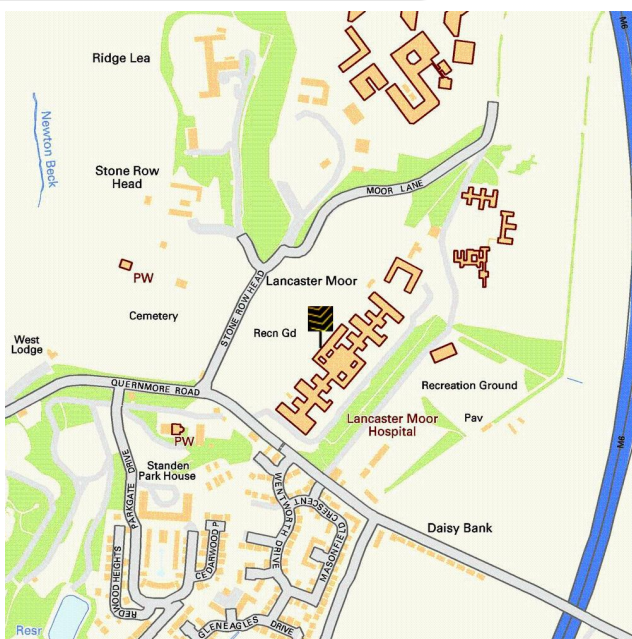 M6
Ridge Lea
Newton Beck
Stone Row
Head
MOOR LANE
PW
Lancaster Moor
STONE ROW HEAD
Cemetery
Recn Gd
West
Lodge
QUERNMORE ROAD
Recreation Ground
Lancaster Moor
Hospital
Pav
PW
M6
Standen
Park House
PARKGATE DRIVE
WENTWORTH DRIVE
MASONFIELD CRESCENT
Daisy Bank
REDWOOD HEIGHTS
CEDARWOOD P
GLENEAGLES DRIVE
Resr
M6